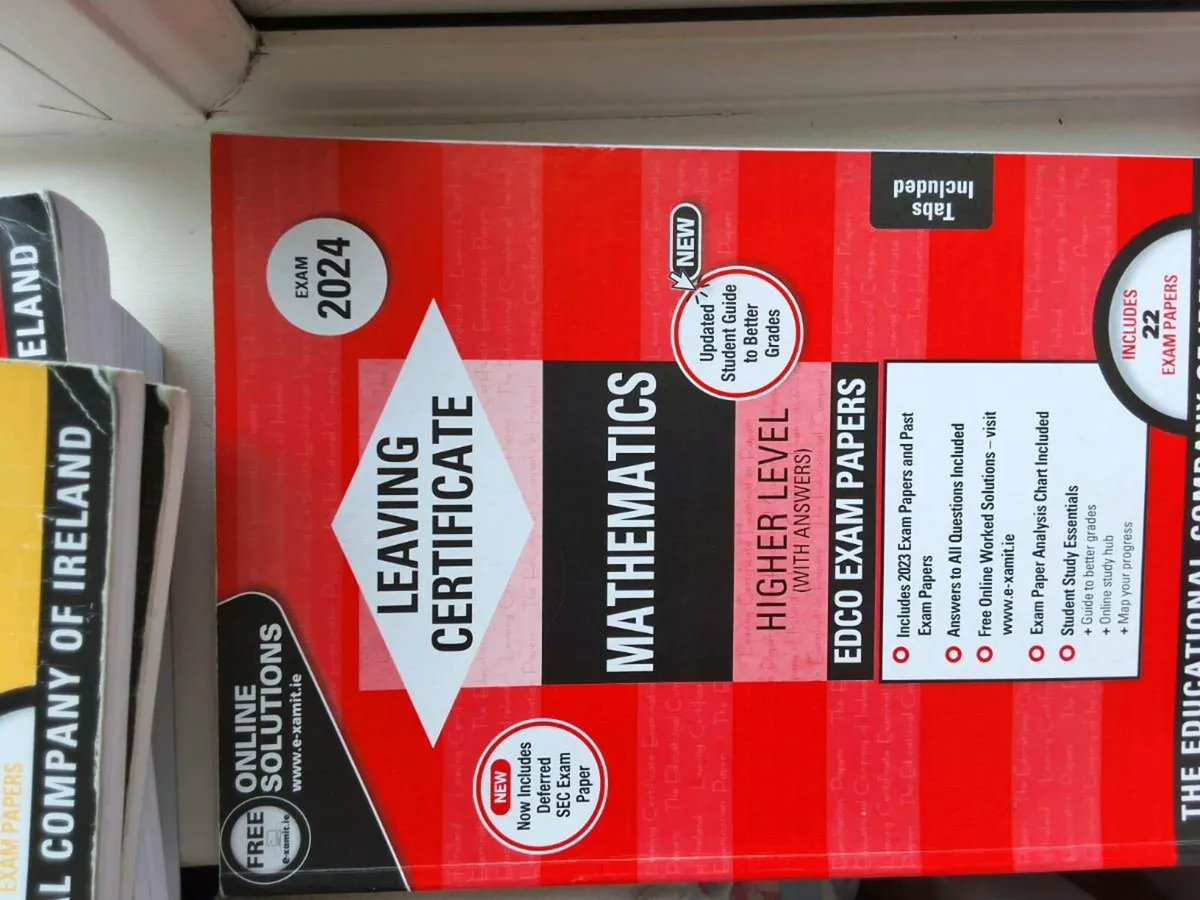 FREE
e-xamit.ie
ONLINE
SOLUTIONS
www.e-xamit.ie
EXAM
2024
LEAVING
CERTIFICATE
NEW
Now Includes
Deferred
SEC Exam
Paper
MATHEMATICS
NEW
Updated
Student Guide
to Better
Grades
HIGHER LEVEL
(WITH ANSWERS)
EDCO EXAM PAPERS
Tabs
Included
Includes 2023 Exam Papers and Past
Exam Papers
Answers to All Questions Included
Free Online Worked Solutions – visit
www.e-xamit.ie
Exam Paper Analysis Chart Included
Student Study Essentials
+ Guide to better grades
+ Online study hub
+ Map your progress
INCLUDES
22
EXAM PAPERS
THE EDUCATIONAL COMPANY
ELAND
EXAM PAPERS
L COMPANY OF IRELAND